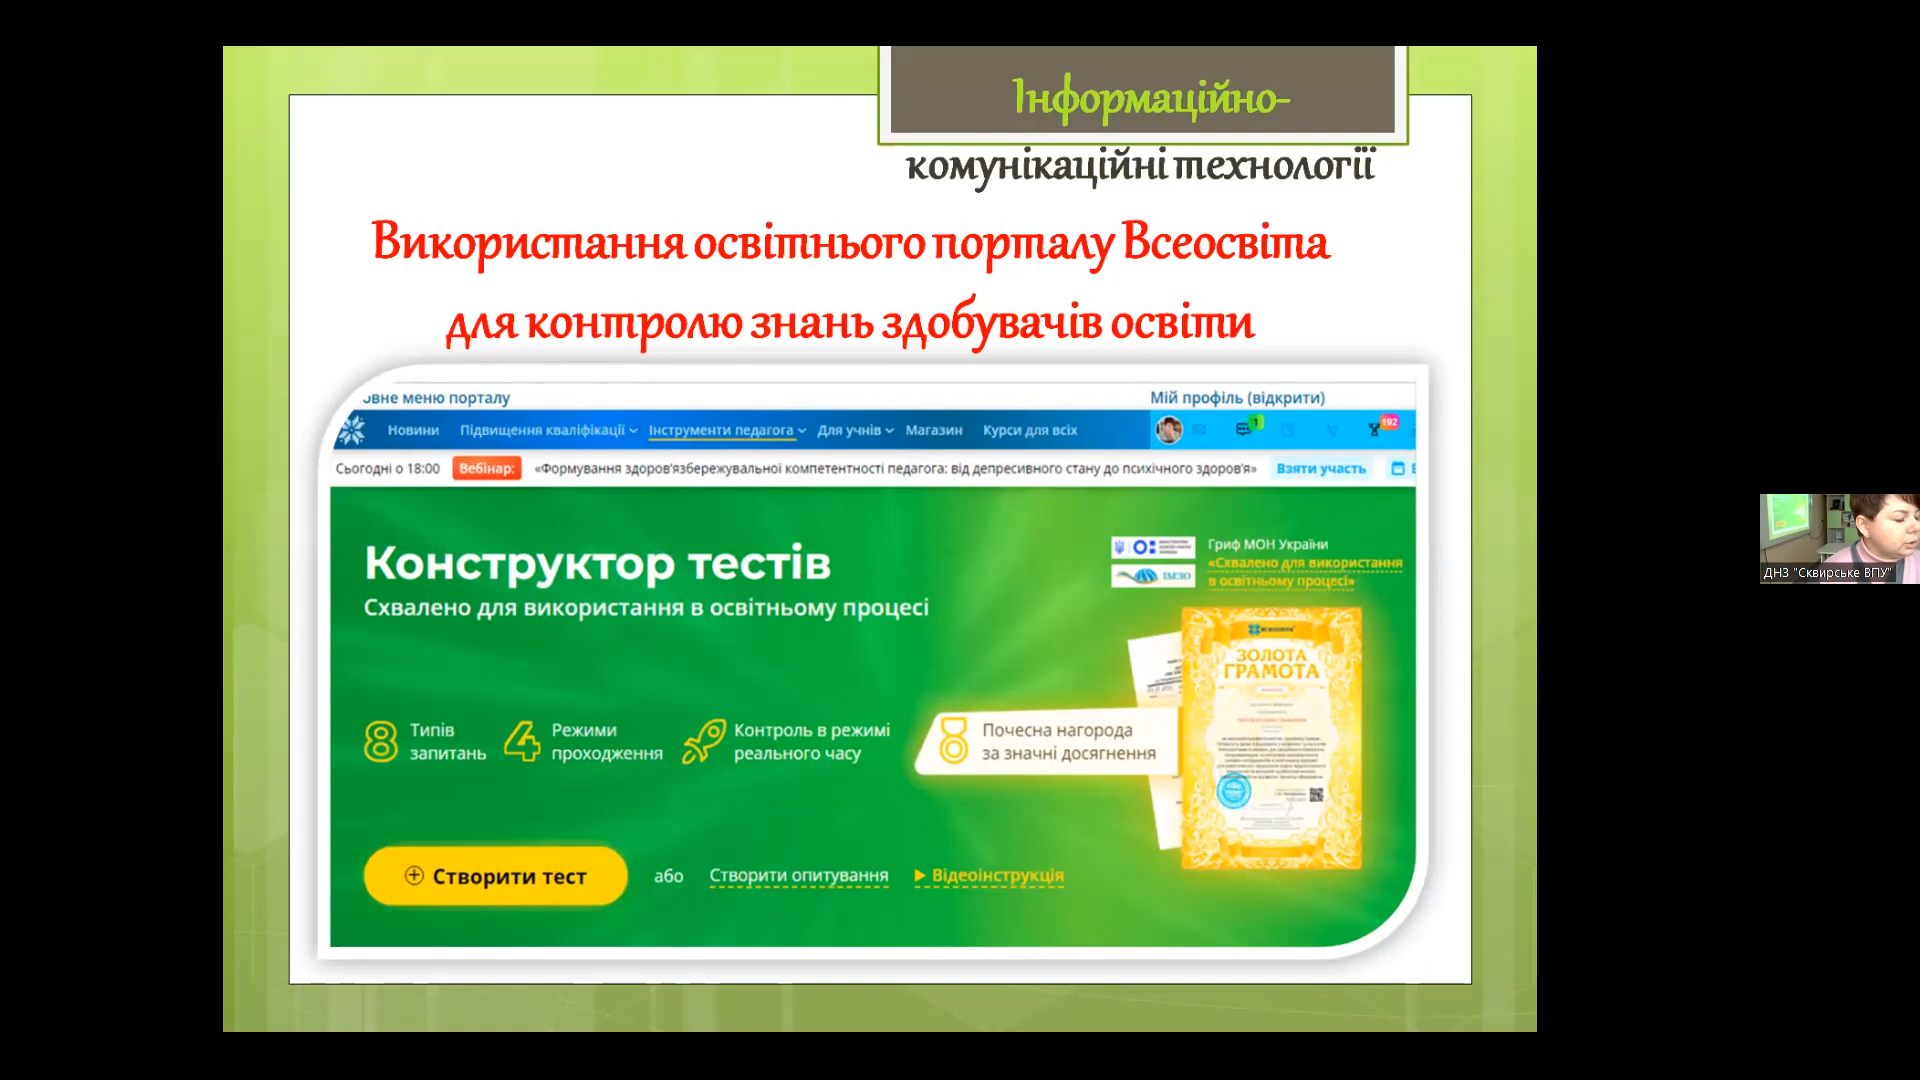 Інформаційно-
комунікаційні технології
Використання освітнього порталу Всеосвіта
для контролю знань здобувачів освіти
овне меню порталу
Мій профіль (відкрити)
Новини Підвищення кваліфікації Інструменти педагога Для учнів Магазин Курси для всіх 1 192
Сьогодні о 18:00 Вебінар: «Формування здоров'язбережувальної компетентності педагога: від депресивного стану до психічного здоров'я» Взяти участь
Конструктор тестів
Схвалено для використання в освітньому процесі
Гриф МОН України
«Схвалено для використання
в освітньому процесі»
ІМЗО
ВСЕОСВІТА
ЗОЛОТА
ГРАМОТА
8 Типів
запитань
4 Режими
проходження
Контроль в режимі
реального часу
Почесна нагорода
за значні досягнення
Створити тест або Створити опитування Відеоінструкція
ДНЗ "Сквирське ВПУ"